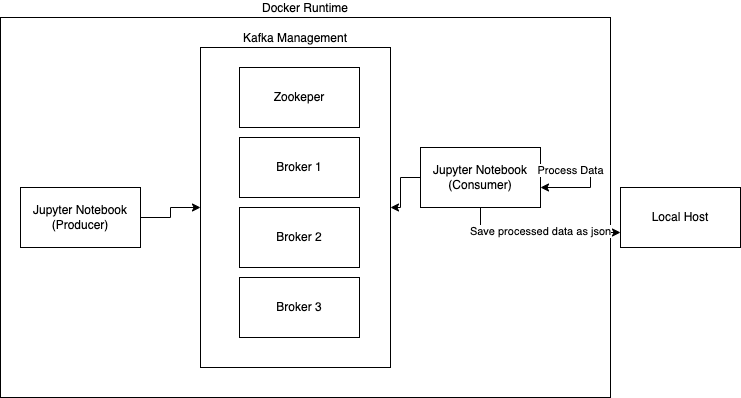 Docker Runtime
Kafka Management
Zookeper
Broker 1
Broker 2
Broker 3
Jupyter Notebook
(Producer)
Jupyter Notebook
(Consumer)
Process Data
Save processed data as json
Local Host